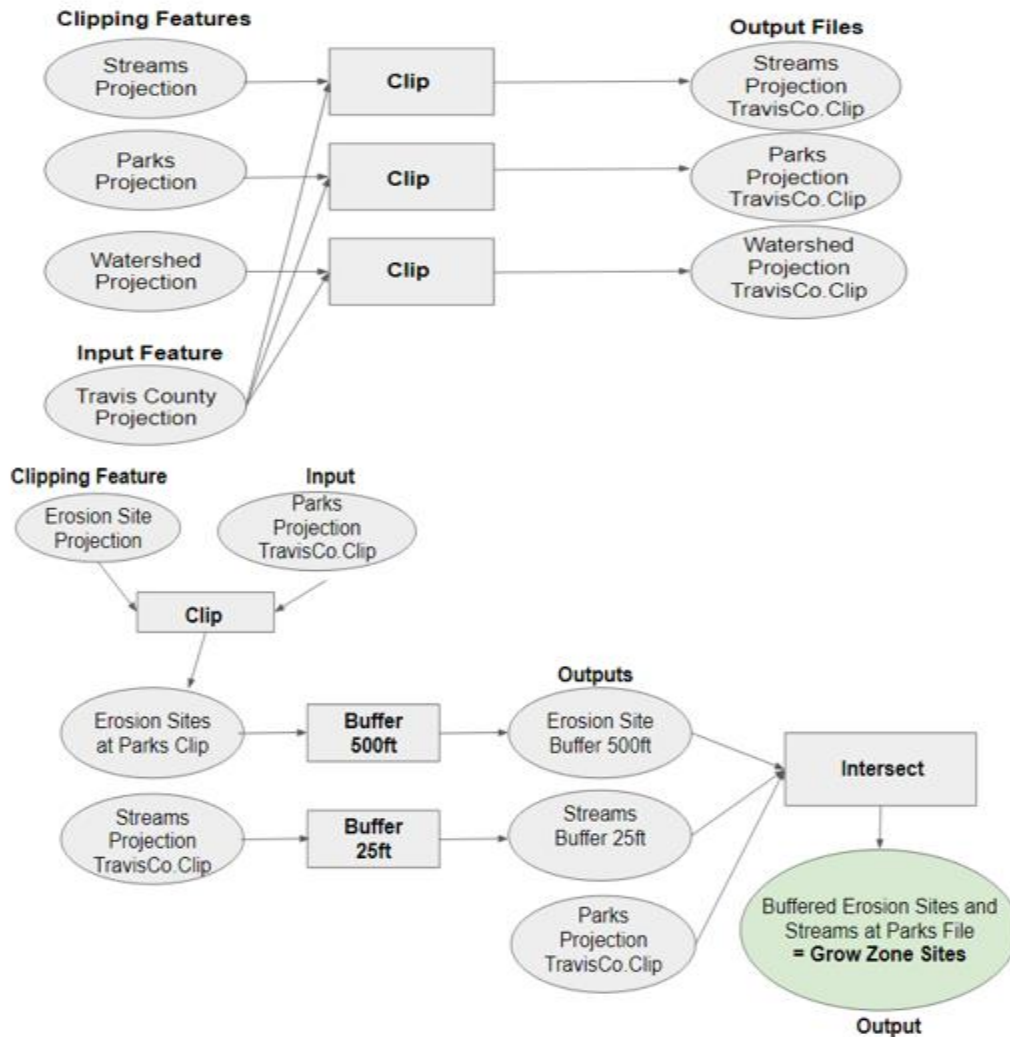 Clipping Features
Output Files
Streams
Projection
Clip
Streams
Projection
TravisCo.Clip
Parks
Projection
Clip
Parks
Projection
TravisCo.Clip
Watershed
Projection
Clip
Watershed
Projection
TravisCo.Clip
Input Feature
Travis County
Projection
Clipping Feature
Input
Erosion Site
Projection
Parks
Projection
TravisCo.Clip
Clip
Outputs
Erosion Sites
at Parks Clip
Buffer
500ft
Erosion Site
Buffer 500ft
Intersect
Streams
Projection
TravisCo.Clip
Buffer
25ft
Streams
Buffer 25ft
Parks
Projection
TravisCo.Clip
Buffered Erosion Sites and
Streams at Parks File
= Grow Zone Sites
Output